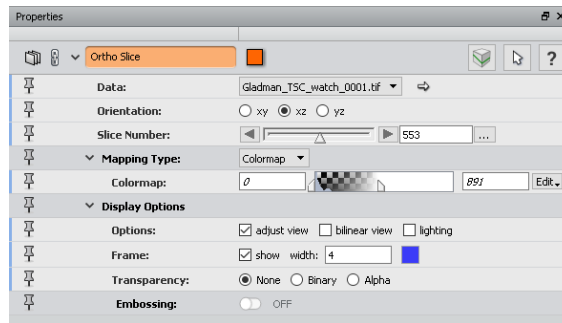 Properties
Ortho Slice
?
Data: Gladman_TSC_watch_0001.tif
Orientation: xy xz yz
Slice Number: 553 ...
Mapping Type: Colormap
Colormap: 0 891 Edit
Display Options
Options: adjust view bilinear view lighting
Frame: show width: 4
Transparency: None Binary Alpha
Embossing: OFF